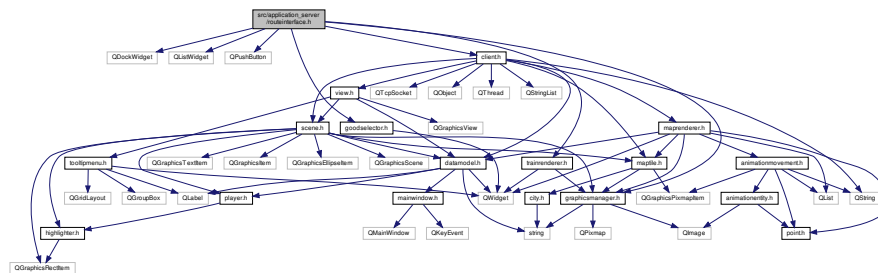 src/application_server
/routeinterface.h
QDockWidget
QListWidget
QPushButton
client.h
view.h
QTcpSocket
QObject
QThread
QStringList
scene.h
goodselector.h
QGraphicsView
maprenderer.h
tooltipmenu.h
QGraphicsTextItem
QGraphicsItem
QGraphicsEllipseItem
QGraphicsScene
datamodel.h
trainrenderer.h
maptile.h
animationmovement.h
QGridLayout
QGroupBox
QLabel
player.h
mainwindow.h
QWidget
city.h
graphicsmanager.h
QGraphicsPixmapItem
animationentity.h
QList
QString
highlighter.h
QMainWindow
QKeyEvent
string
QPixmap
QImage
point.h
QGraphicsRectItem